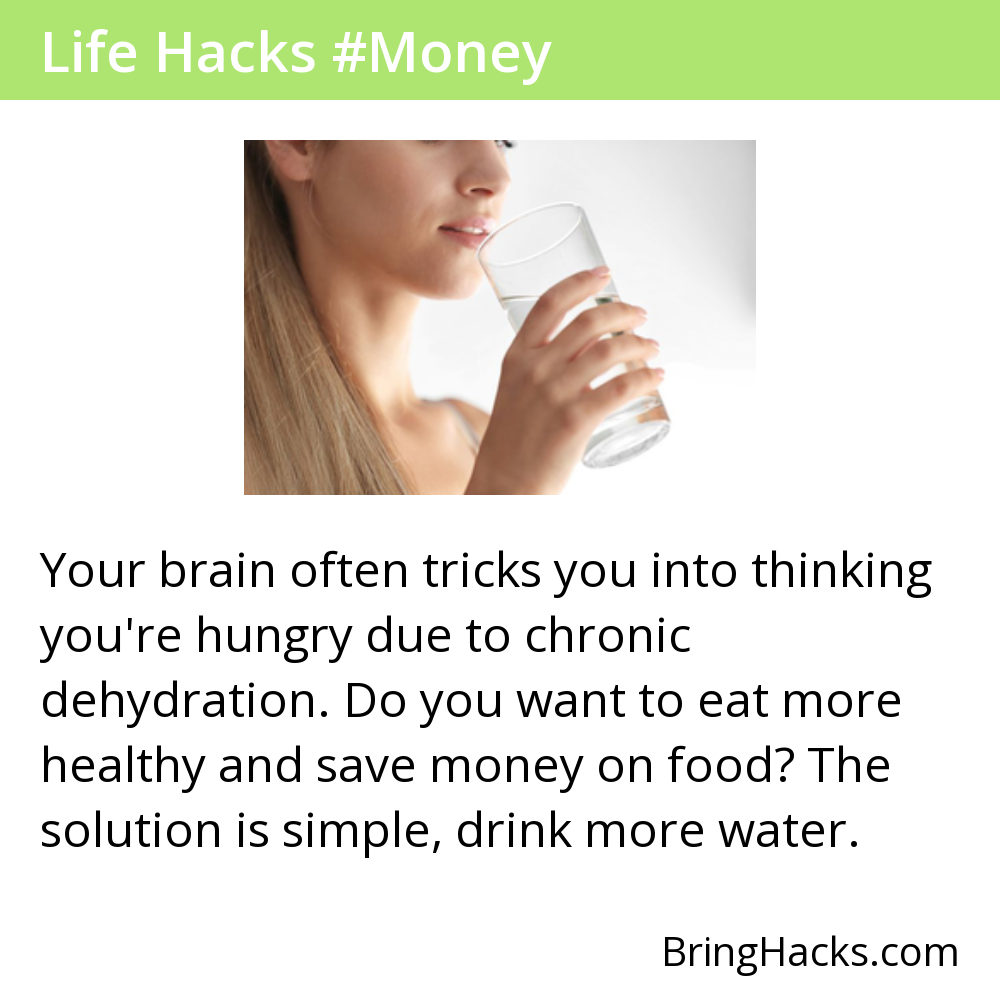 Life Hacks #Money
Your brain often tricks you into thinking
you're hungry due to chronic
dehydration. Do you want to eat more
healthy and save money on food? The
solution is simple, drink more water.
BringHacks.com